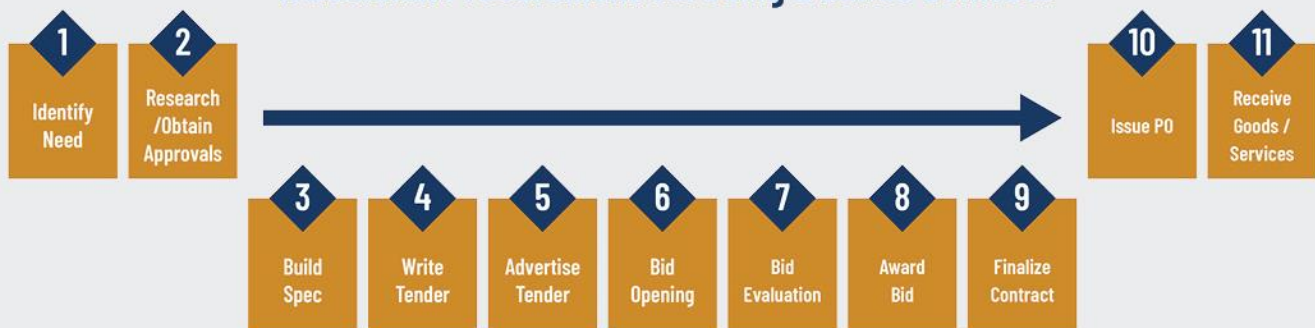 1
Identify
Need
2
Research
/Obtain
Approvals
3
Build
Spec
4
Write
Tender
5
Advertise
Tender
6
Bid
Opening
7
Bid
Evaluation
8
Award
Bid
9
Finalize
Contract
10
Issue PO
11
Receive
Goods /
Services